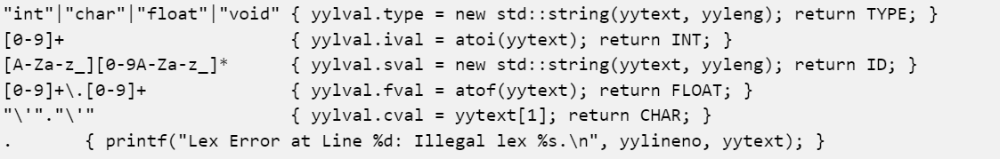 "int"|"char"|"float"|"void" { yylval.type = new std::string(yytext, yyleng); return TYPE; }
[0-9]+                      { yylval.ival = atoi(yytext); return INT; }
[A-Za-z_][0-9A-Za-z_]*      { yylval.sval = new std::string(yytext, yyleng); return ID; }
[0-9]+\.[0-9]+              { yylval.fval = atof(yytext); return FLOAT; }
"\'"."\'"                   { yylval.cval = yytext[1]; return CHAR; }
.       { printf("Lex Error at Line %d: Illegal lex %s.\n", yylineno, yytext); }